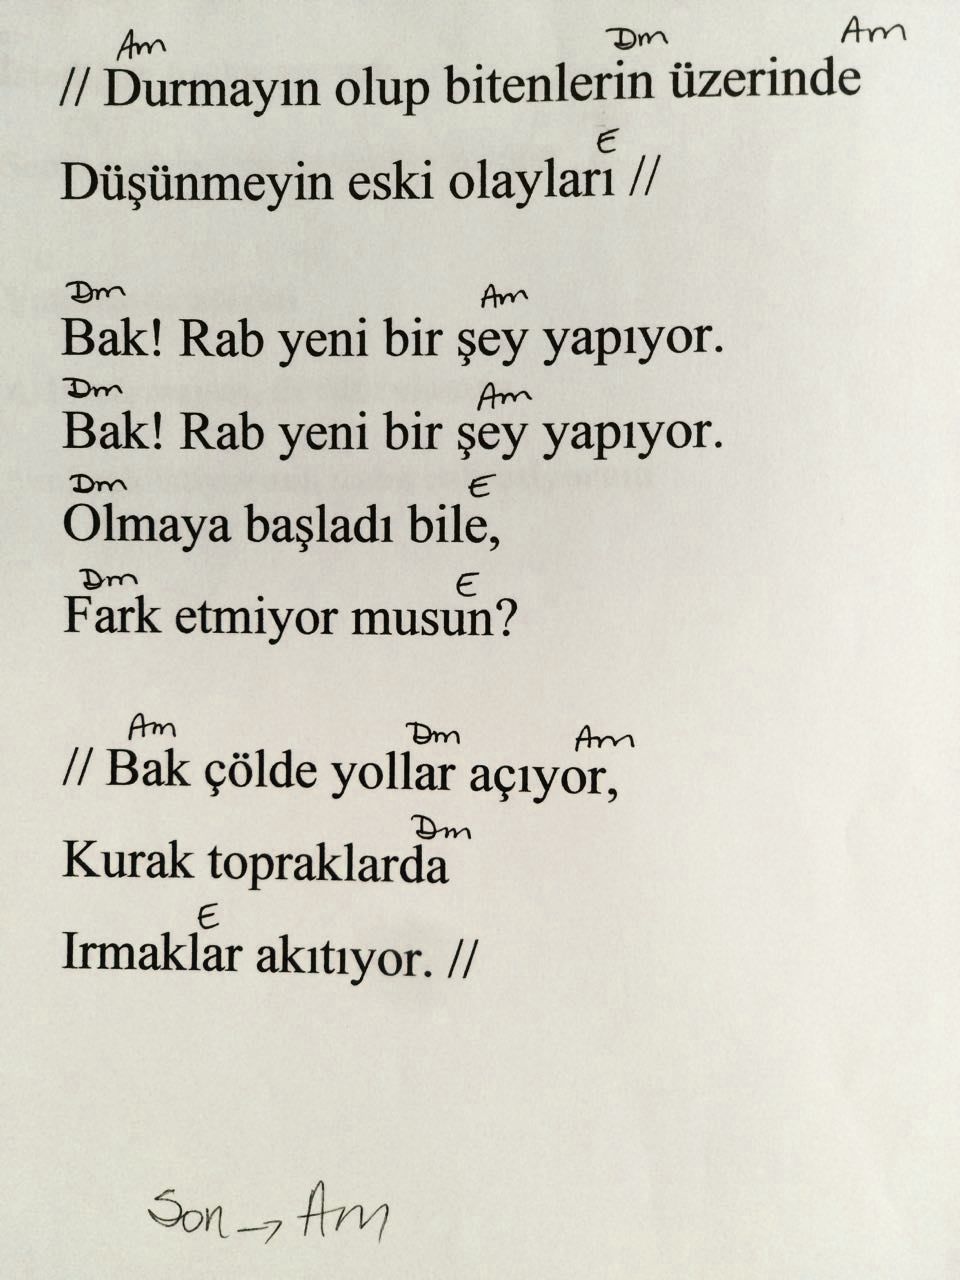 Am Dm Am
// Durmayın olup bitenlerin üzerinde
E
Düşünmeyin eski olayları //
Dm Am
Bak! Rab yeni bir şey yapıyor.
Dm Am
Bak! Rab yeni bir şey yapıyor.
Dm E
Olmaya başladı bile,
Dm E
Fark etmiyor musun?
Am Dm Am
// Bak çölde yollar açıyor,
Dm
Kurak topraklarda
E
Irmaklar akıtıyor. //
Son → Am